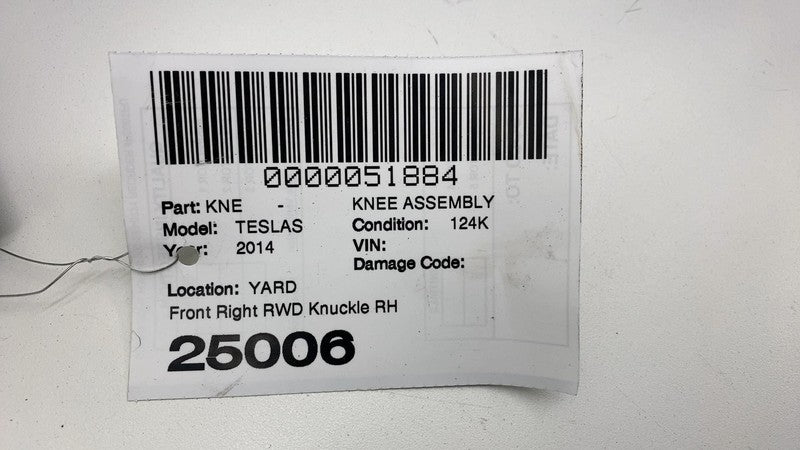 0000051884
Part: KNE - KNEE ASSEMBLY
Model: TESLAS Condition: 124K
Year: 2014 VIN:
Damage Code:
Location: YARD
Front Right RWD Knuckle RH
25006